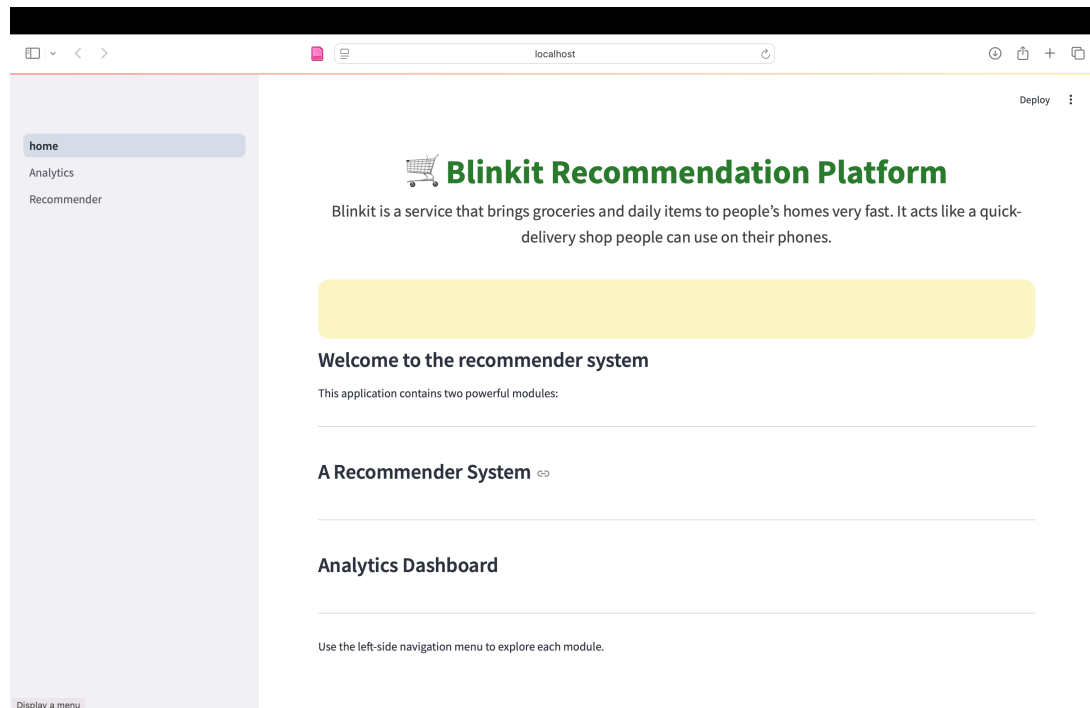 localhost
Deploy
home
Analytics
Recommender
Blinkit Recommendation Platform
Blinkit is a service that brings groceries and daily items to people's homes very fast. It acts like a quick-
delivery shop people can use on their phones.
Welcome to the recommender system
This application contains two powerful modules:
A Recommender System
Analytics Dashboard
Use the left-side navigation menu to explore each module.
Display a menu